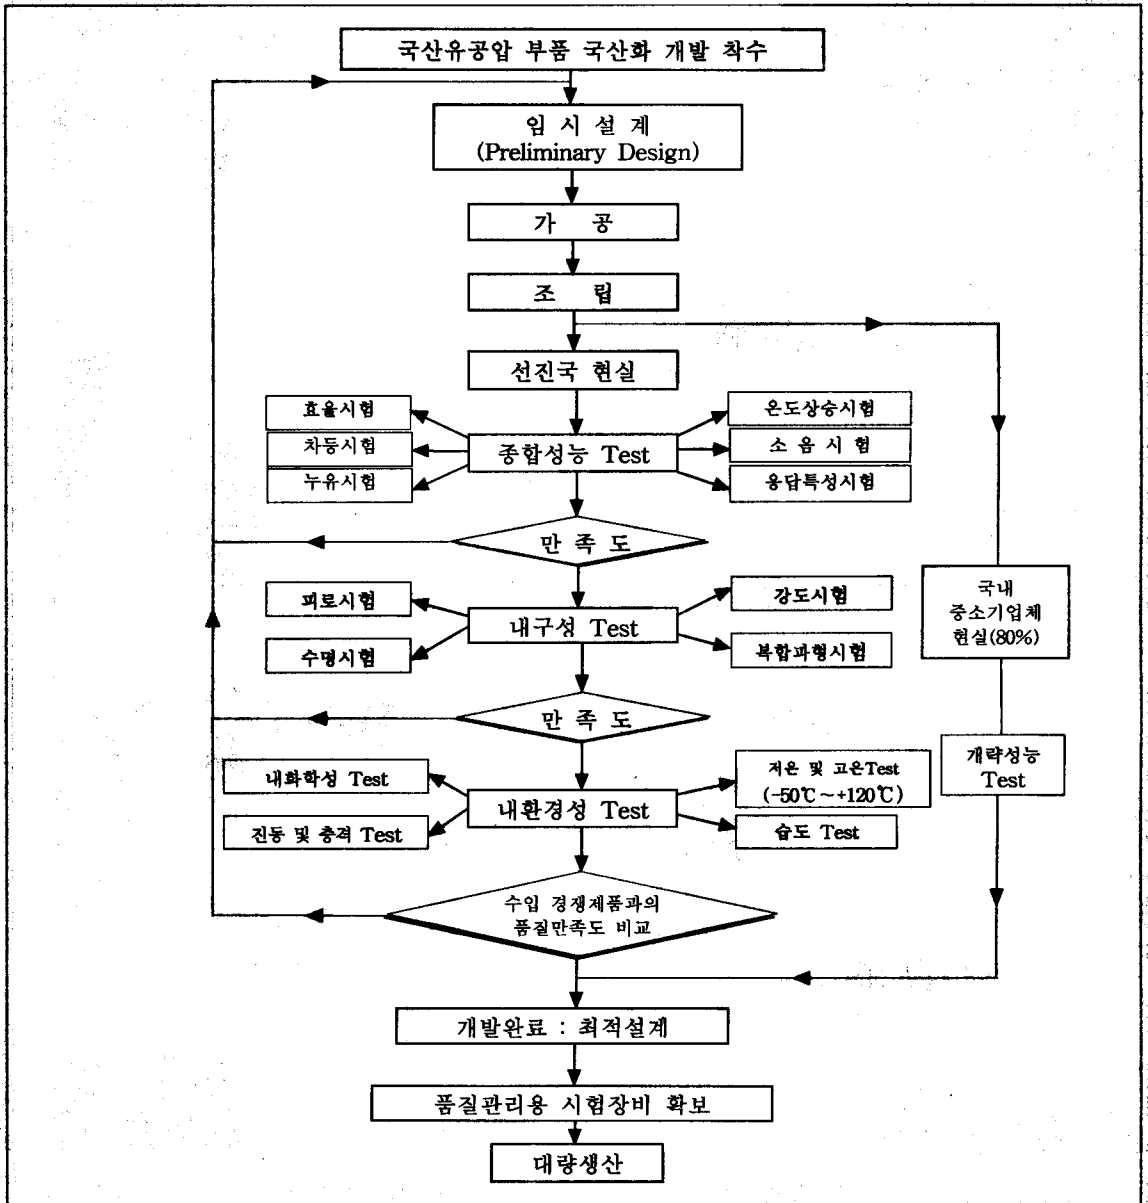 국산유공압 부품 국산화 개발 착수
임 시 설 계
(Preliminary Design)
가 공
조 립
선진국 현실
효율시험
차등시험
누유시험
종합성능 Test
온도상승시험
소 음 시 험
응답특성시험
만 족 도
피로시험
수명시험
내구성 Test
강도시험
복합파형시험
국내
중소기업체
현실(80%)
만 족 도
개략성능
Test
내화학성 Test
진동 및 충격 Test
내환경성 Test
저온 및 고온Test
(-50℃~+120℃)
습도 Test
수입 경쟁제품과의
품질만족도 비교
개발완료 : 최적설계
품질관리용 시험장비 확보
대량생산